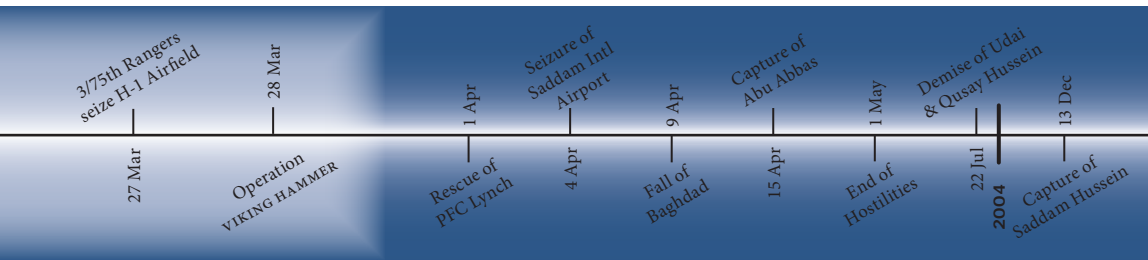 3/75th Rangers
seize H-1 Airfield
27 Mar
28 Mar
Operation
VIKING HAMMER
1 Apr
Rescue of
PFC Lynch
Seizure of
Saddam Intl
Airport
4 Apr
9 Apr
Fall of
Baghdad
Capture of
Abu Abbas
15 Apr
1 May
End of
Hostilities
Demise of Udai
& Qusay Hussein
22 Jul
2004
13 Dec
Capture of
Saddam Hussein